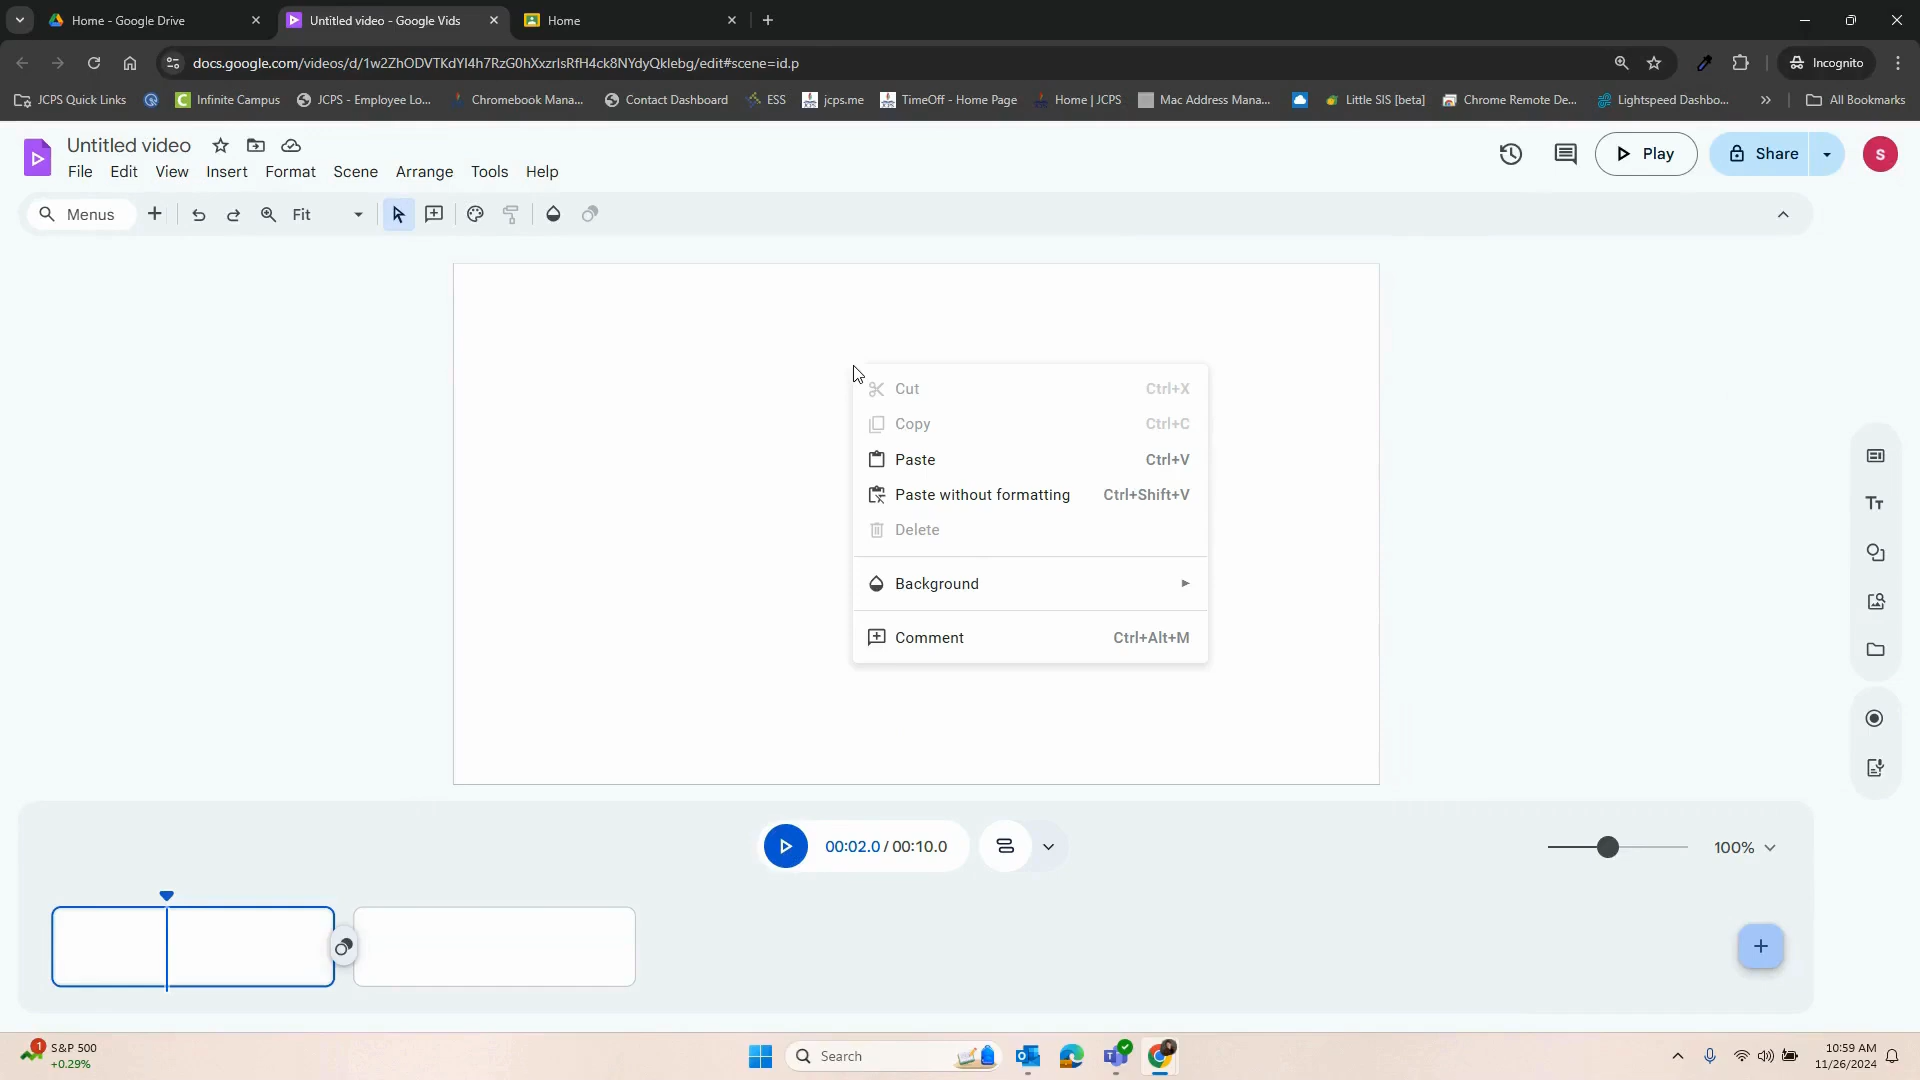 Home - Google Drive
Untitled video - Google Vids
Home
docs.google.com/videos/d/1w2ZhODVTKdYI4h7RzG0hXxzrIsRfH4ck8NYdyQklebg/edit#scene=id.p
Incognito
JCPS Quick Links
Infinite Campus
JCPS - Employee Lo...
Chromebook Mana...
Contact Dashboard
ESS
jcps.me
TimeOff - Home Page
Home | JCPS
Mac Address Mana...
Little SIS [beta]
Chrome Remote De...
Lightspeed Dashbo...
All Bookmarks
Untitled video
File Edit View Insert Format Scene Arrange Tools Help
Play
Share
S
Menus
Fit
Cut Ctrl+X
Copy Ctrl+C
Paste Ctrl+V
Paste without formatting Ctrl+Shift+V
Delete
Background
Comment Ctrl+Alt+M
00:02.0 / 00:10.0
100%
1
S&P 500
+0.29%
Search
10:59 AM
11/26/2024